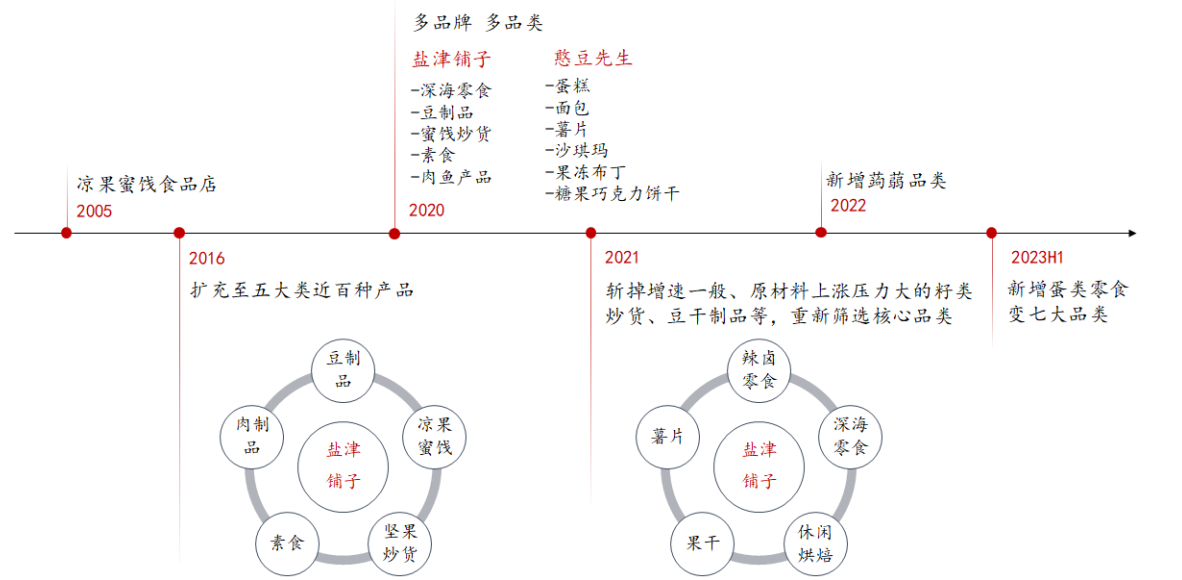 多品牌 多品类
盐津铺子
-深海零食
-豆制品
-蜜饯炒货
-素食
-肉鱼产品
憨豆先生
-蛋糕
-面包
-薯片
-沙琪玛
-果冻布丁
-糖果巧克力饼干
凉果蜜饯食品店
2005
2020
新增蒟蒻品类
2022
2016
扩充至五大类近百种产品
2021
斩掉增速一般、原材料上涨压力大的籽类
炒货、豆干制品等，重新筛选核心品类
2023H1
新增蛋类零食
变七大品类
豆制
品
肉制
品
凉果
蜜饯
盐津
铺子
素食
坚果
炒货
辣卤
零食
薯片
深海
零食
盐津
铺子
果干
休闲
烘焙